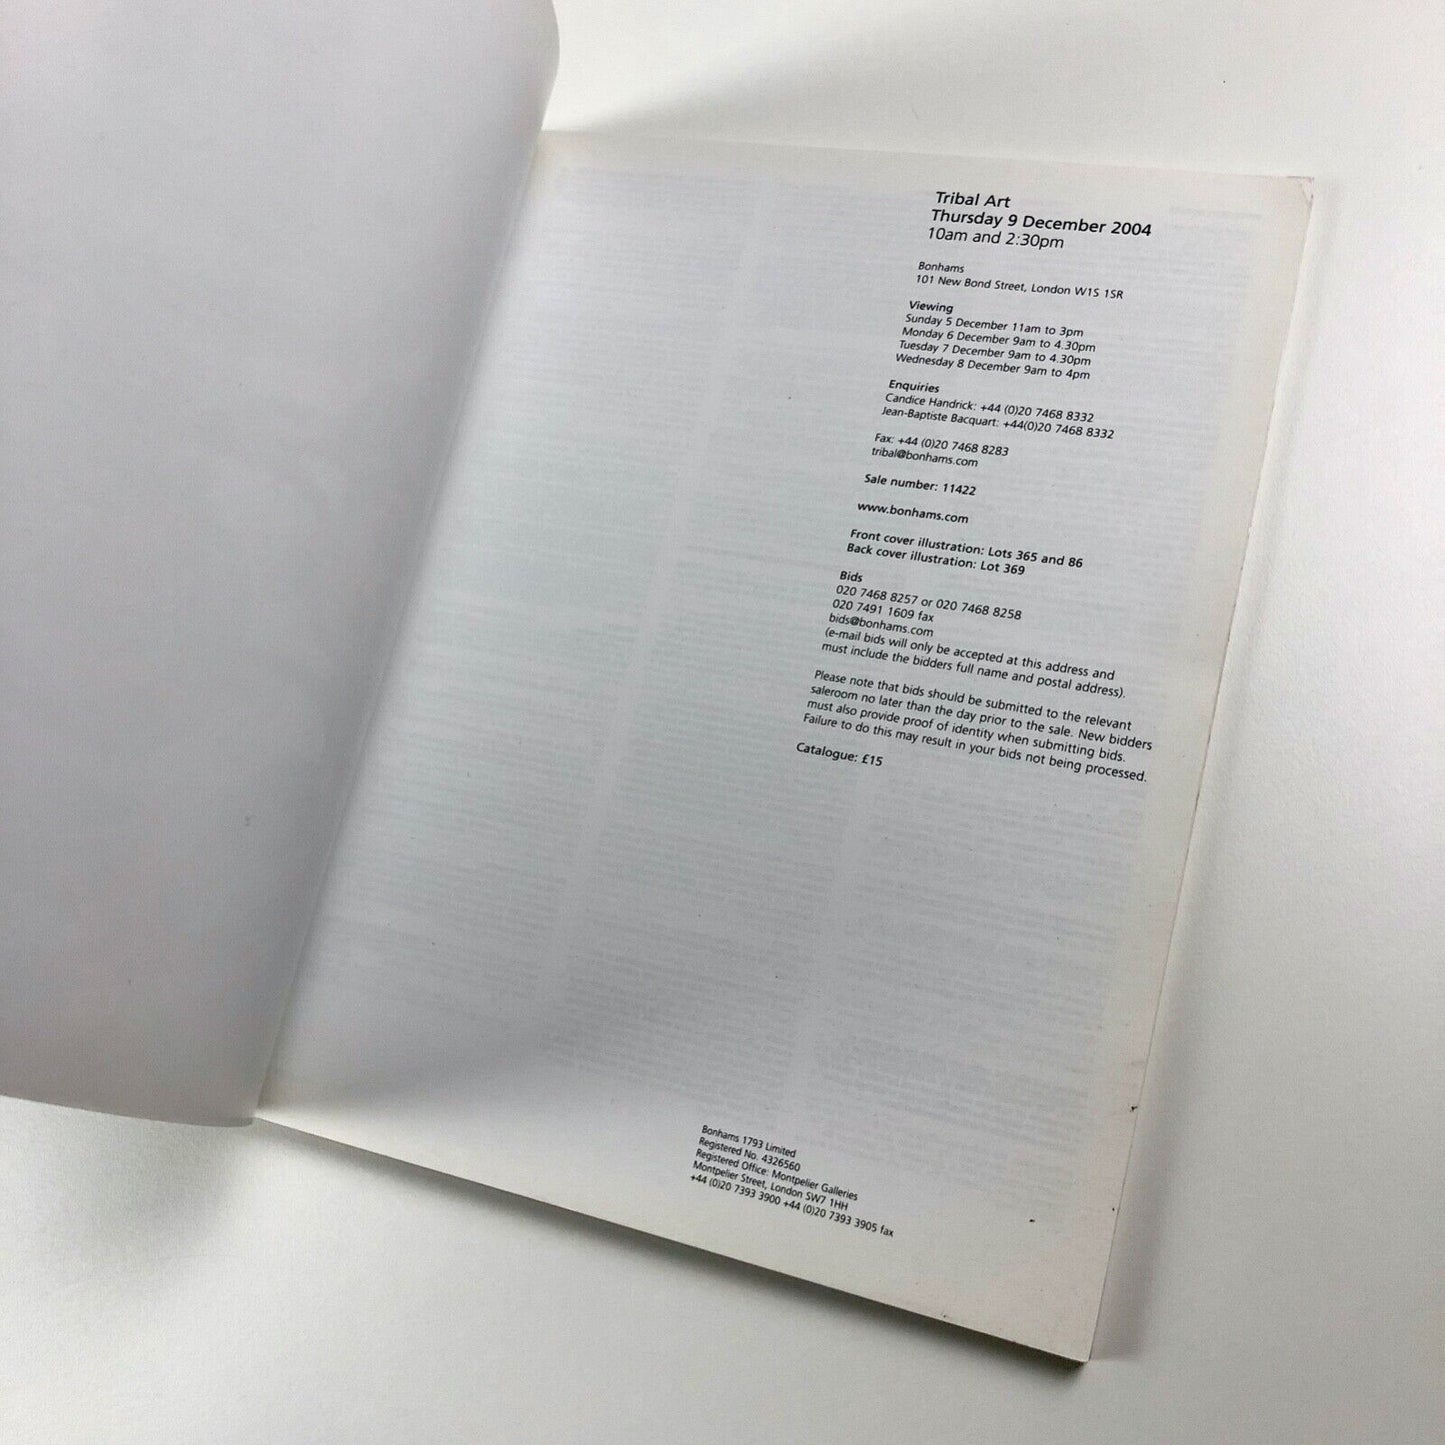 Tribal Art
Thursday 9 December 2004
10am and 2:30pm
Bonhams
101 New Bond Street, London W1S 1SR
Viewing
Sunday 5 December 11am to 3pm
Monday 6 December 9am to 4.30pm
Tuesday 7 December 9am to 4.30pm
Wednesday 8 December 9am to 4pm
Enquiries
Candice Handrick: +44 (0)20 7468 8332
Jean-Baptiste Bacquart: +44(0)20 7468 8332
Fax: +44 (0)20 7468 8283
tribal@bonhams.com
Sale number: 11422
www.bonhams.com
Front cover illustration: Lots 365 and 86
Back cover illustration: Lot 369
Bids
020 7468 8257 or 020 7468 8258
020 7491 1609 fax
bids@bonhams.com
(e-mail bids will only be accepted at this address and
must include the bidders full name and postal address).
Please note that bids should be submitted to the relevant
saleroom no later than the day prior to the sale. New bidders
must also provide proof of identity when submitting bids.
Failure to do this may result in your bids not being processed.
Catalogue: £15
Bonhams 1793 Limited
Registered No. 4326560
Registered Office: Montpelier Galleries
Montpelier Street, London SW7 1HH
+44 (0)20 7393 3900 +44 (0)20 7393 3905 fax